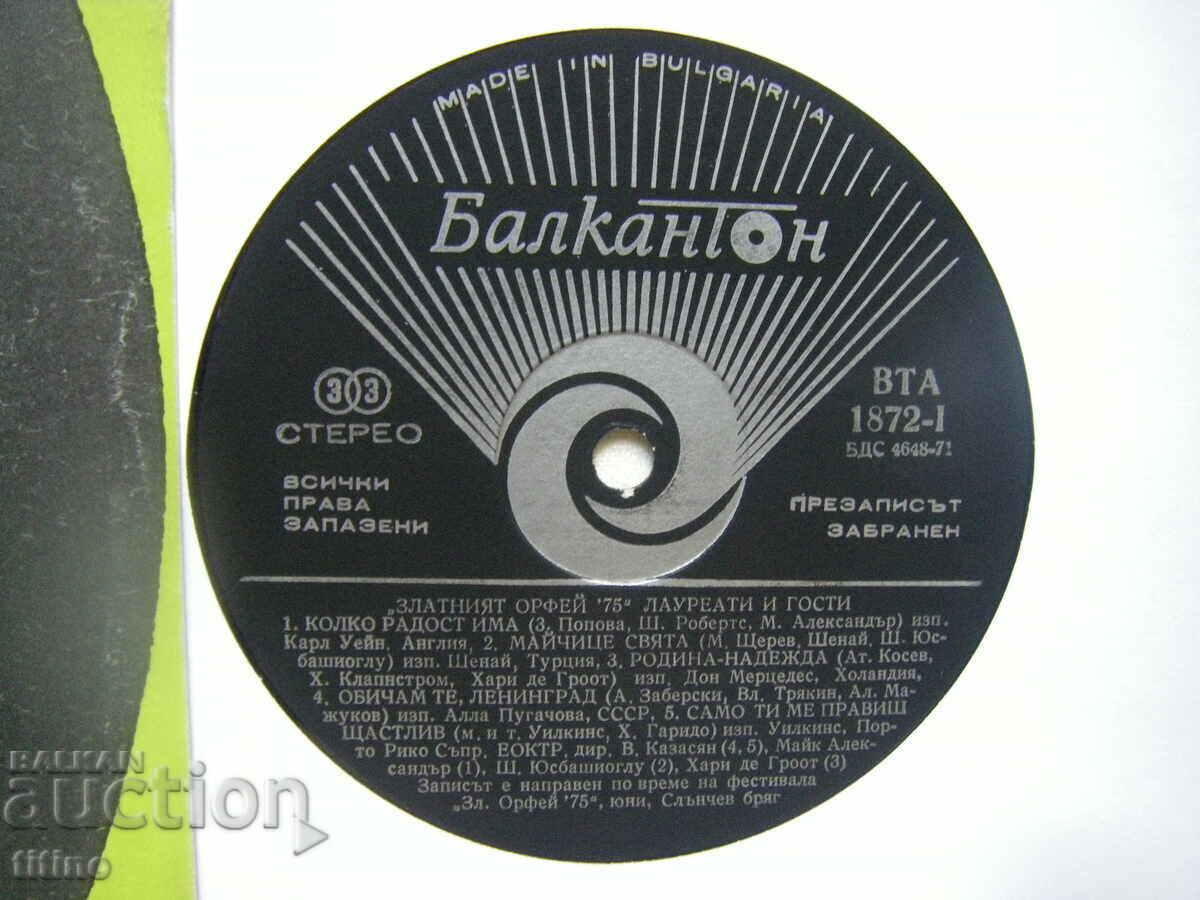 MADE IN BULGARIA
Балкантон
33
СТЕРЕО
ВСИЧКИ
ПРАВА
ЗАПАЗЕНИ
ВТА
1872-I
БДС 4648-71
ПРЕЗАПИСЪТ
ЗАБРАНЕН
„ЗЛАТНИЯТ ОРФЕЙ '75“ ЛАУРЕАТИ И ГОСТИ
1. КОЛКО РАДОСТ ИМА (З. Попова, Ш. Робертс, М. Александър) изп.
Карл Уейн, Англия, 2. МАЙЧИЦЕ СВЯТА (М. Щерев, Шенай, Ш. Юс-
башиоглу) изп. Шенай, Турция, 3. РОДИНА-НАДЕЖДА (Ат. Косев,
Х. Клапнстром, Хари де Гроот) изп. Дон Мерцедес, Холандия,
4. ОБИЧАМ ТЕ, ЛЕНИНГРАД (А. Заберски, Вл. Трякин, Ал. Ма-
жуков) изп. Алла Пугачова, СССР, 5. САМО ТИ МЕ ПРАВИШ
ЩАСТЛИВ (м. и т. Уилкинс, Х. Гаридо) изп. Уилкинс, Пор-
то Рико Съпр. ЕОКТР, дир. В. Казасян (4, 5), Майк Алек-
сандър (1), Ш. Юсбашиоглу (2), Хари де Гроот (3)
Записът е направен по време на фестивала
„Зл. Орфей '75“, юни, Слънчев бряг
BALKAN
auction
titino